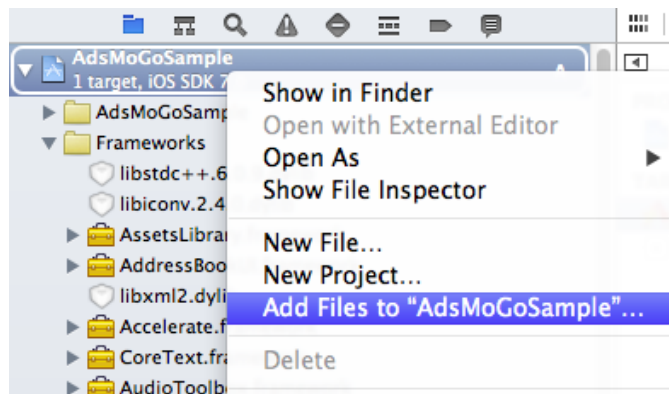 AdsMoGoSample
1 target, iOS SDK 7
AdsMoGoSamp
Frameworks
libstdc++.6
libiconv.2.4
AssetsLibra
AddressBoo
libxml2.dyli
Accelerate.f
CoreText.fra
AudioToolb
Show in Finder
Open with External Editor
Open As
Show File Inspector
New File...
New Project...
Add Files to “AdsMoGoSample”...
Delete